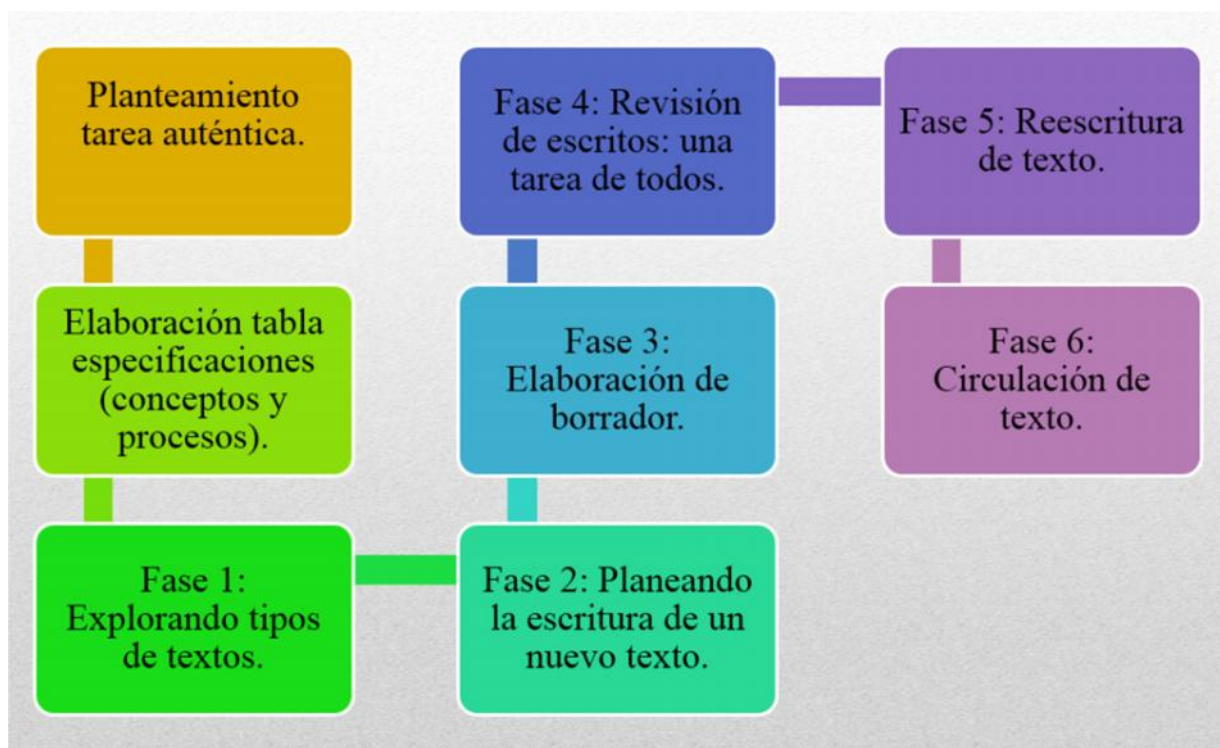 Planteamiento
tarea auténtica.
Elaboración tabla
especificaciones
(conceptos y
procesos).
Fase 1:
Explorando tipos
de textos.
Fase 2: Planeando
la escritura de un
nuevo texto.
Fase 3:
Elaboración de
borrador.
Fase 4: Revisión
de escritos: una
tarea de todos.
Fase 5: Reescritura
de texto.
Fase 6:
Circulación de
texto.